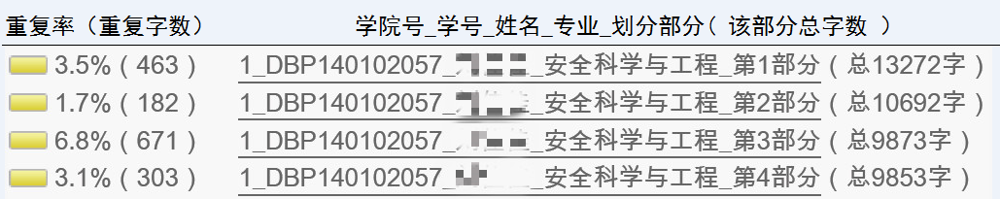 重复率（重复字数） 学院号_学号_姓名_专业_划分部分( 该部分总字数 )
3.5%（463） 1_DBP140102057_ _安全科学与工程_第1部分（总13272字）
1.7%（182） 1_DBP140102057_ _安全科学与工程_第2部分（总10692字）
6.8%（671） 1_DBP140102057_ _安全科学与工程_第3部分（总9873字）
3.1%（303） 1_DBP140102057_ _安全科学与工程_第4部分（总9853字）